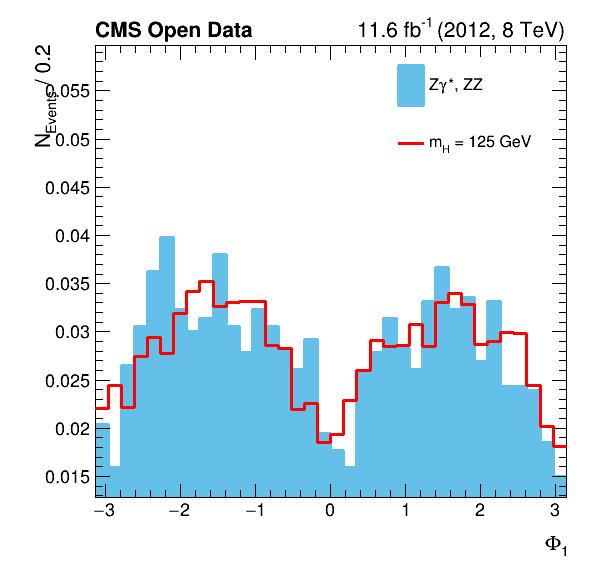 CMS Open Data 11.6 fb⁻¹ (2012, 8 TeV)
N_Events / 0.2
Zγ*, ZZ
m_H = 125 GeV
0.055
0.05
0.045
0.04
0.035
0.03
0.025
0.02
0.015
−3 −2 −1 0 1 2 3
Φ₁